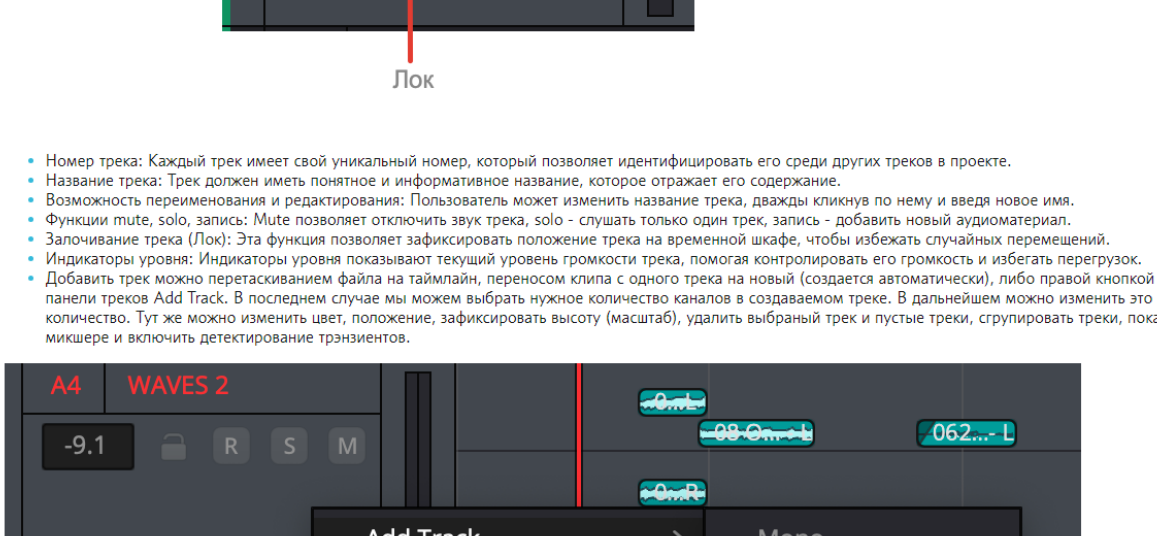 Лок
• Номер трека: Каждый трек имеет свой уникальный номер, который позволяет идентифицировать его среди других треков в проекте.
• Название трека: Трек должен иметь понятное и информативное название, которое отражает его содержание.
• Возможность переименования и редактирования: Пользователь может изменить название трека, дважды кликнув по нему и введя новое имя.
• Функции mute, solo, запись: Mute позволяет отключить звук трека, solo - слушать только один трек, запись - добавить новый аудиоматериал.
• Залочивание трека (Лок): Эта функция позволяет зафиксировать положение трека на временной шкафе, чтобы избежать случайных перемещений.
• Индикаторы уровня: Индикаторы уровня показывают текущий уровень громкости трека, помогая контролировать его громкость и избегать перегрузок.
• Добавить трек можно перетаскиванием файла на таймлайн, переносом клипа с одного трека на новый (создается автоматически), либо правой кнопкой
панели треков Add Track. В последнем случае мы можем выбрать нужное количество каналов в создаваемом треке. В дальнейшем можно изменить это
количество. Тут же можно изменить цвет, положение, зафиксировать высоту (масштаб), удалить выбраный трек и пустые треки, сгрупировать треки, пока
микшере и включить детектирование трэнзиентов.
A4 WAVES 2
0...L
08 O... - L 062...- L
-9.1 R S M
0...R
Add Track Mono